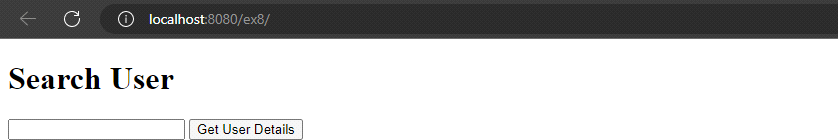 localhost:8080/ex8/
Search User
Get User Details